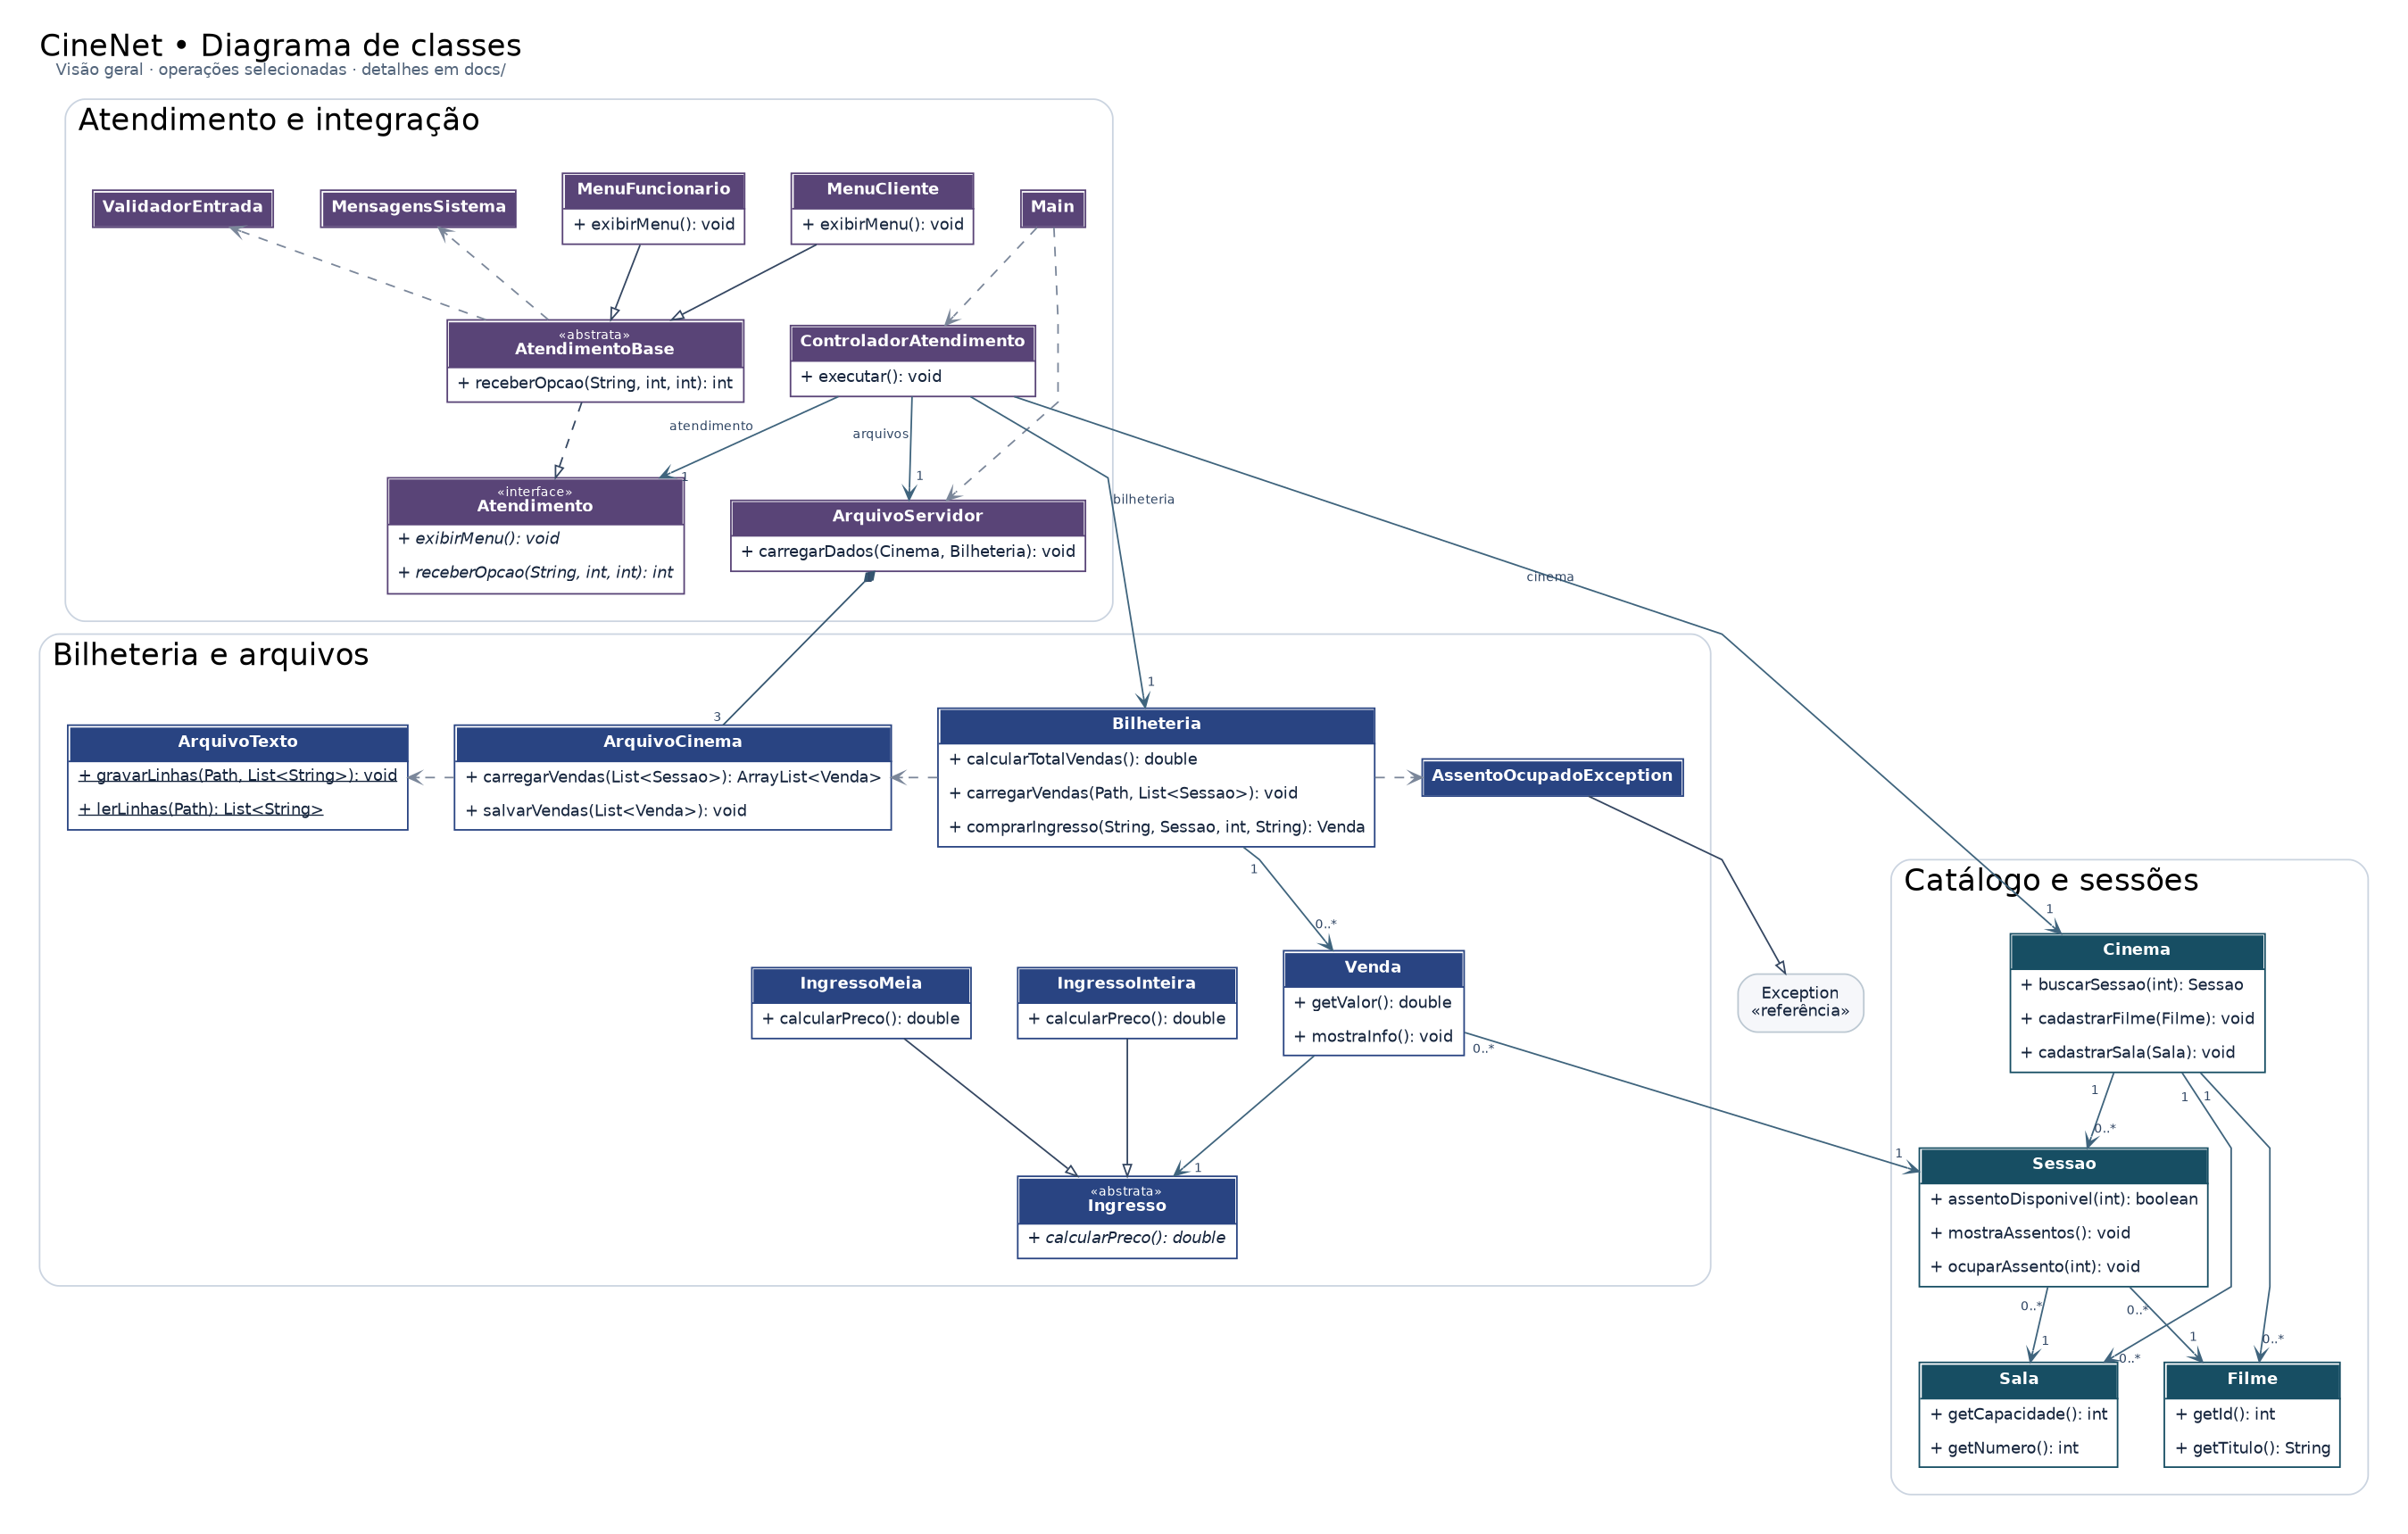 CineNet • Diagrama de classes
Visão geral · operações selecionadas · detalhes em docs/
Atendimento e integração
ValidadorEntrada
MensagensSistema
MenuFuncionario
+ exibirMenu(): void
MenuCliente
+ exibirMenu(): void
Main
«abstrata»
AtendimentoBase
+ receberOpcao(String, int, int): int
ControladorAtendimento
+ executar(): void
atendimento
1
arquivos
1
bilheteria
1
cinema
1
«interface»
Atendimento
+ exibirMenu(): void
+ receberOpcao(String, int, int): int
ArquivoServidor
+ carregarDados(Cinema, Bilheteria): void
Bilheteria e arquivos
3
ArquivoTexto
+ gravarLinhas(Path, List<String>): void
+ lerLinhas(Path): List<String>
ArquivoCinema
+ carregarVendas(List<Sessao>): ArrayList<Venda>
+ salvarVendas(List<Venda>): void
Bilheteria
+ calcularTotalVendas(): double
+ carregarVendas(Path, List<Sessao>): void
+ comprarIngresso(String, Sessao, int, String): Venda
AssentoOcupadoException
1
0..*
IngressoMeia
+ calcularPreco(): double
IngressoInteira
+ calcularPreco(): double
Venda
+ getValor(): double
+ mostraInfo(): void
0..*
1
Exception
«referência»
1
«abstrata»
Ingresso
+ calcularPreco(): double
Catálogo e sessões
Cinema
+ buscarSessao(int): Sessao
+ cadastrarFilme(Filme): void
+ cadastrarSala(Sala): void
1
1
1
0..*
Sessao
+ assentoDisponivel(int): boolean
+ mostraAssentos(): void
+ ocuparAssento(int): void
0..*
0..*
1
1
0..*
0..*
Sala
+ getCapacidade(): int
+ getNumero(): int
Filme
+ getId(): int
+ getTitulo(): String